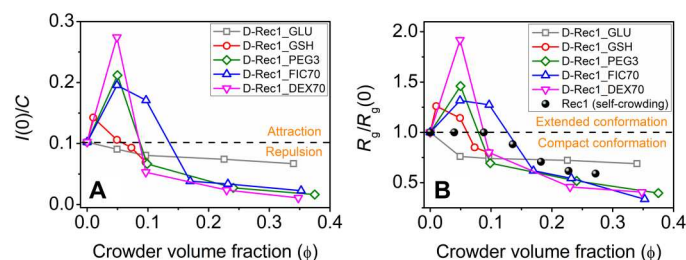 D-Rec1_GLU
D-Rec1_GSH
D-Rec1_PEG3
D-Rec1_FIC70
D-Rec1_DEX70
0.3
0.2
0.1
0.0
I(0)/C
Attraction
Repulsion
A
0.0 0.1 0.2 0.3 0.4
Crowder volume fraction (ϕ)
D-Rec1_GLU
D-Rec1_GSH
D-Rec1_PEG3
D-Rec1_FIC70
D-Rec1_DEX70
Rec1 (self-crowding)
2.0
1.5
1.0
0.5
Rg/Rg(0)
Extended conformation
Compact conformation
B
0.0 0.1 0.2 0.3 0.4
Crowder volume fraction (ϕ)